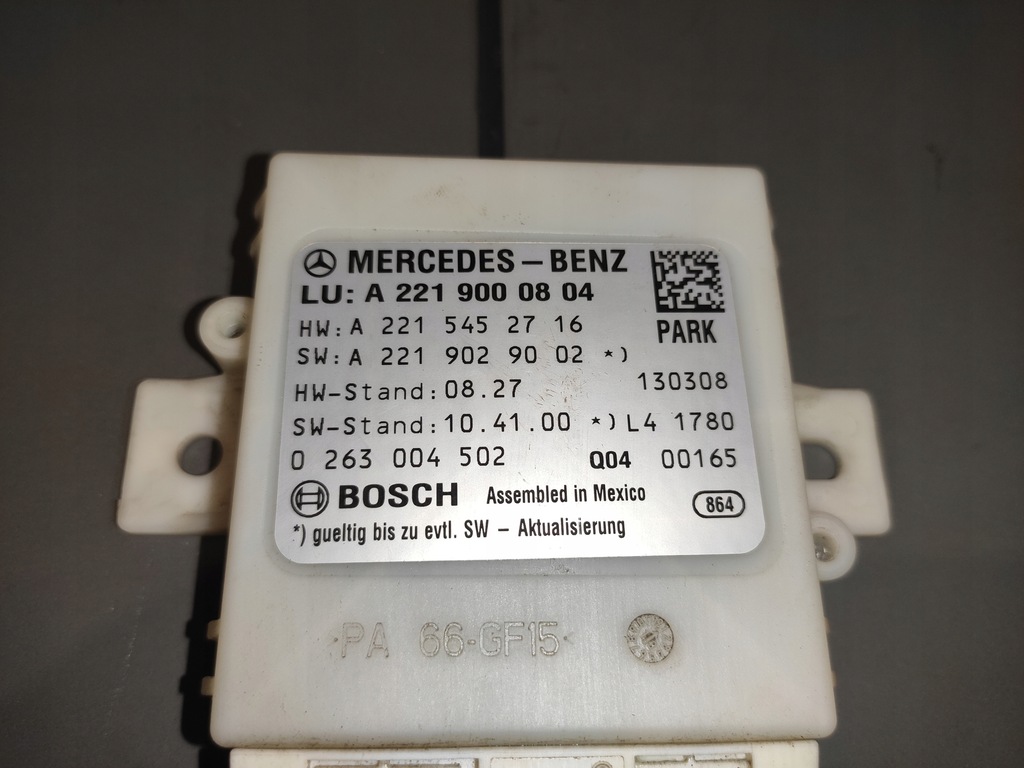 MERCEDES-BENZ
LU: A 221 900 08 04
HW: A 221 545 27 16
PARK
SW: A 221 902 90 02 *)
HW-Stand: 08.27 130308
SW-Stand: 10.41.00 *) L4 1780
0 263 004 502 Q04 00165
BOSCH Assembled in Mexico 864
*) gueltig bis zu evtl. SW - Aktualisierung
>PA 66-GF15<